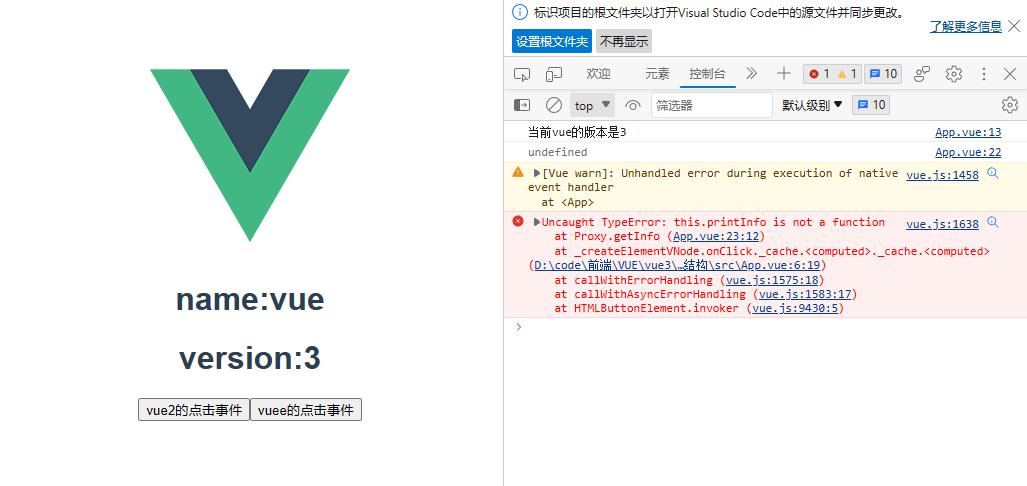 name:vue
version:3
vue2的点击事件 vuee的点击事件
标识项目的根文件夹以打开Visual Studio Code中的源文件并同步更改。
了解更多信息
设置根文件夹 不再显示
欢迎 元素 控制台 1 1 10
top 筛选器 默认级别 10
当前vue的版本是3 App.vue:13
undefined App.vue:22
[Vue warn]: Unhandled error during execution of native vue.js:1458
event handler
at <App>
Uncaught TypeError: this.printInfo is not a function vue.js:1638
at Proxy.getInfo (App.vue:23:12)
at _createElementVNode.onClick._cache.<computed>._cache.<computed>
(D:\code\前端\VUE\vue3\…结构\src\App.vue:6:19)
at callWithErrorHandling (vue.js:1575:18)
at callWithAsyncErrorHandling (vue.js:1583:17)
at HTMLButtonElement.invoker (vue.js:9430:5)